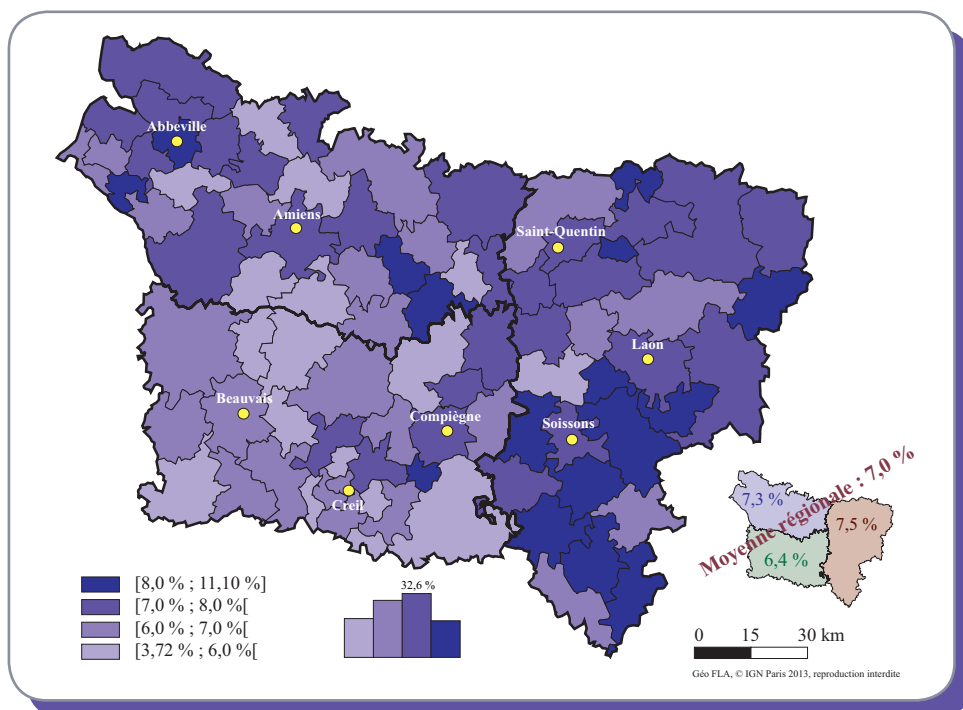 Abbeville
Amiens
Saint-Quentin
Laon
Beauvais
Compiègne
Soissons
Creil
Moyenne régionale : 7,0 %
7,3 %
7,5 %
6,4 %
[8,0 % ; 11,10 %]
[7,0 % ; 8,0 %[
[6,0 % ; 7,0 %[
[3,72 % ; 6,0 %[
32,6 %
0 15 30 km
Géo FLA, © IGN Paris 2013, reproduction interdite